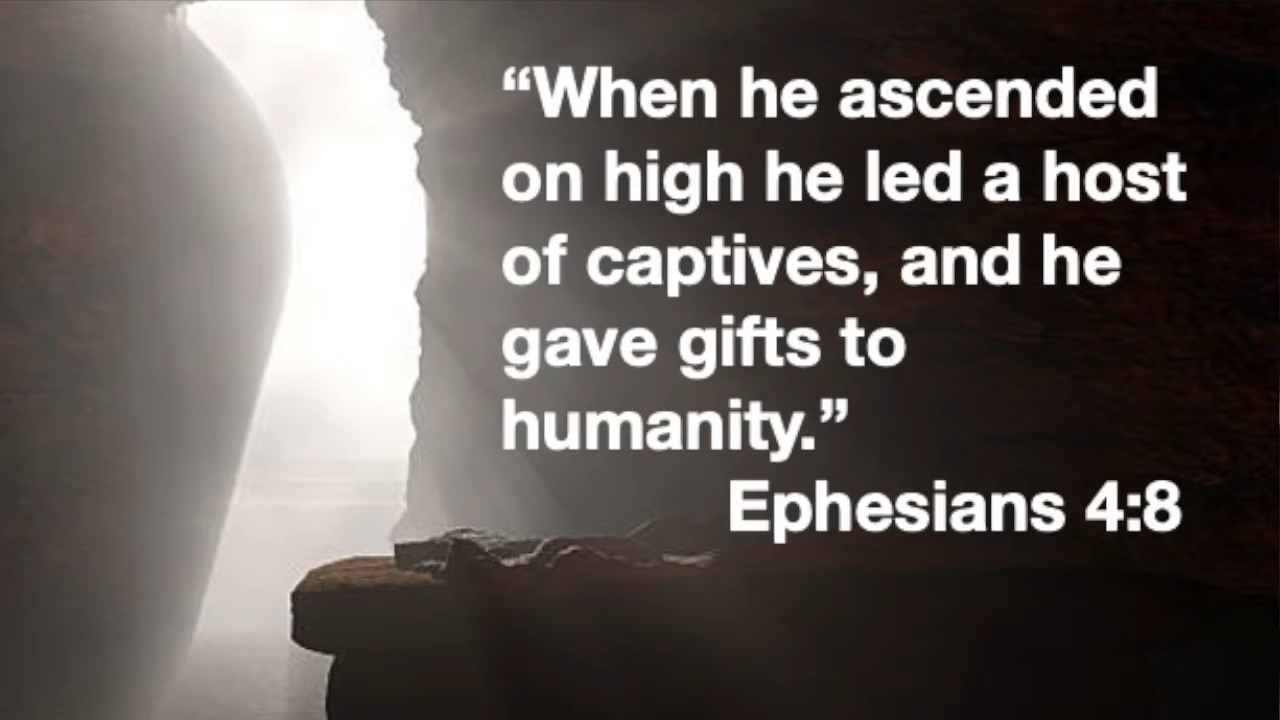 “When he ascended
on high he led a host
of captives, and he
gave gifts to
humanity.”
Ephesians 4:8